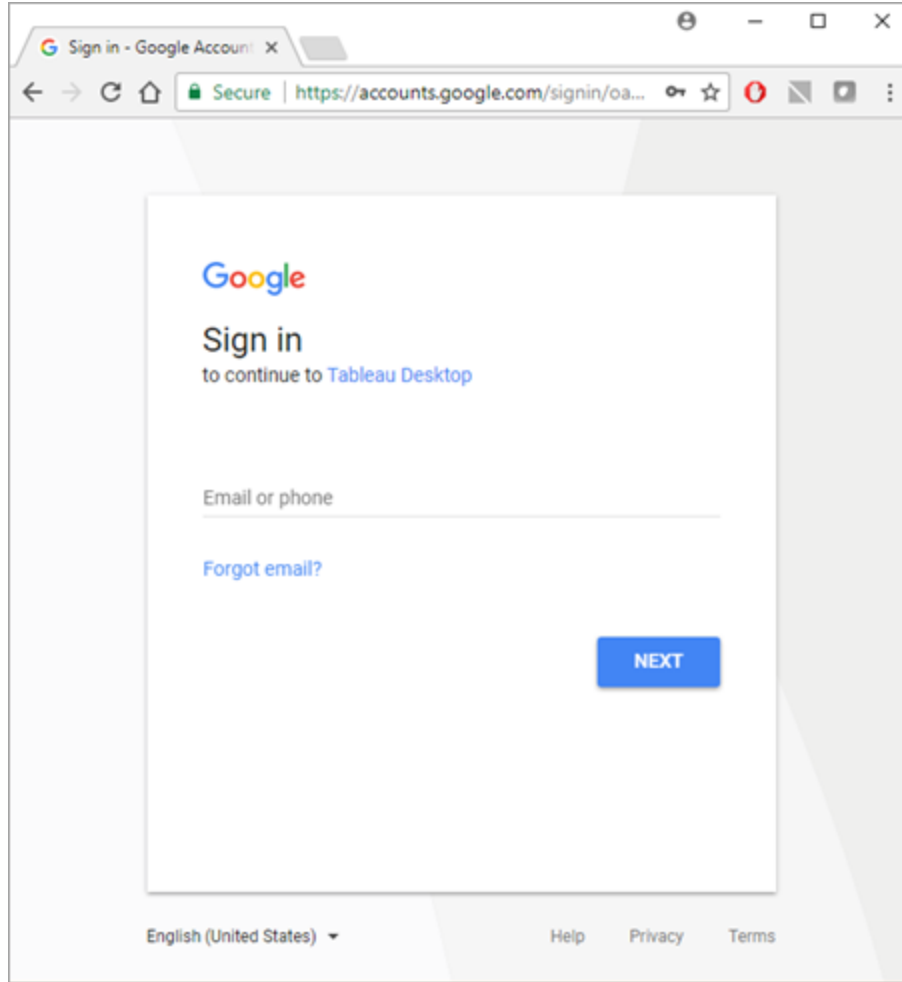 Sign in - Google Accoun
Secure | https://accounts.google.com/signin/oa...
Google
Sign in
to continue to Tableau Desktop
Email or phone
Forgot email?
NEXT
English (United States)
Help Privacy Terms